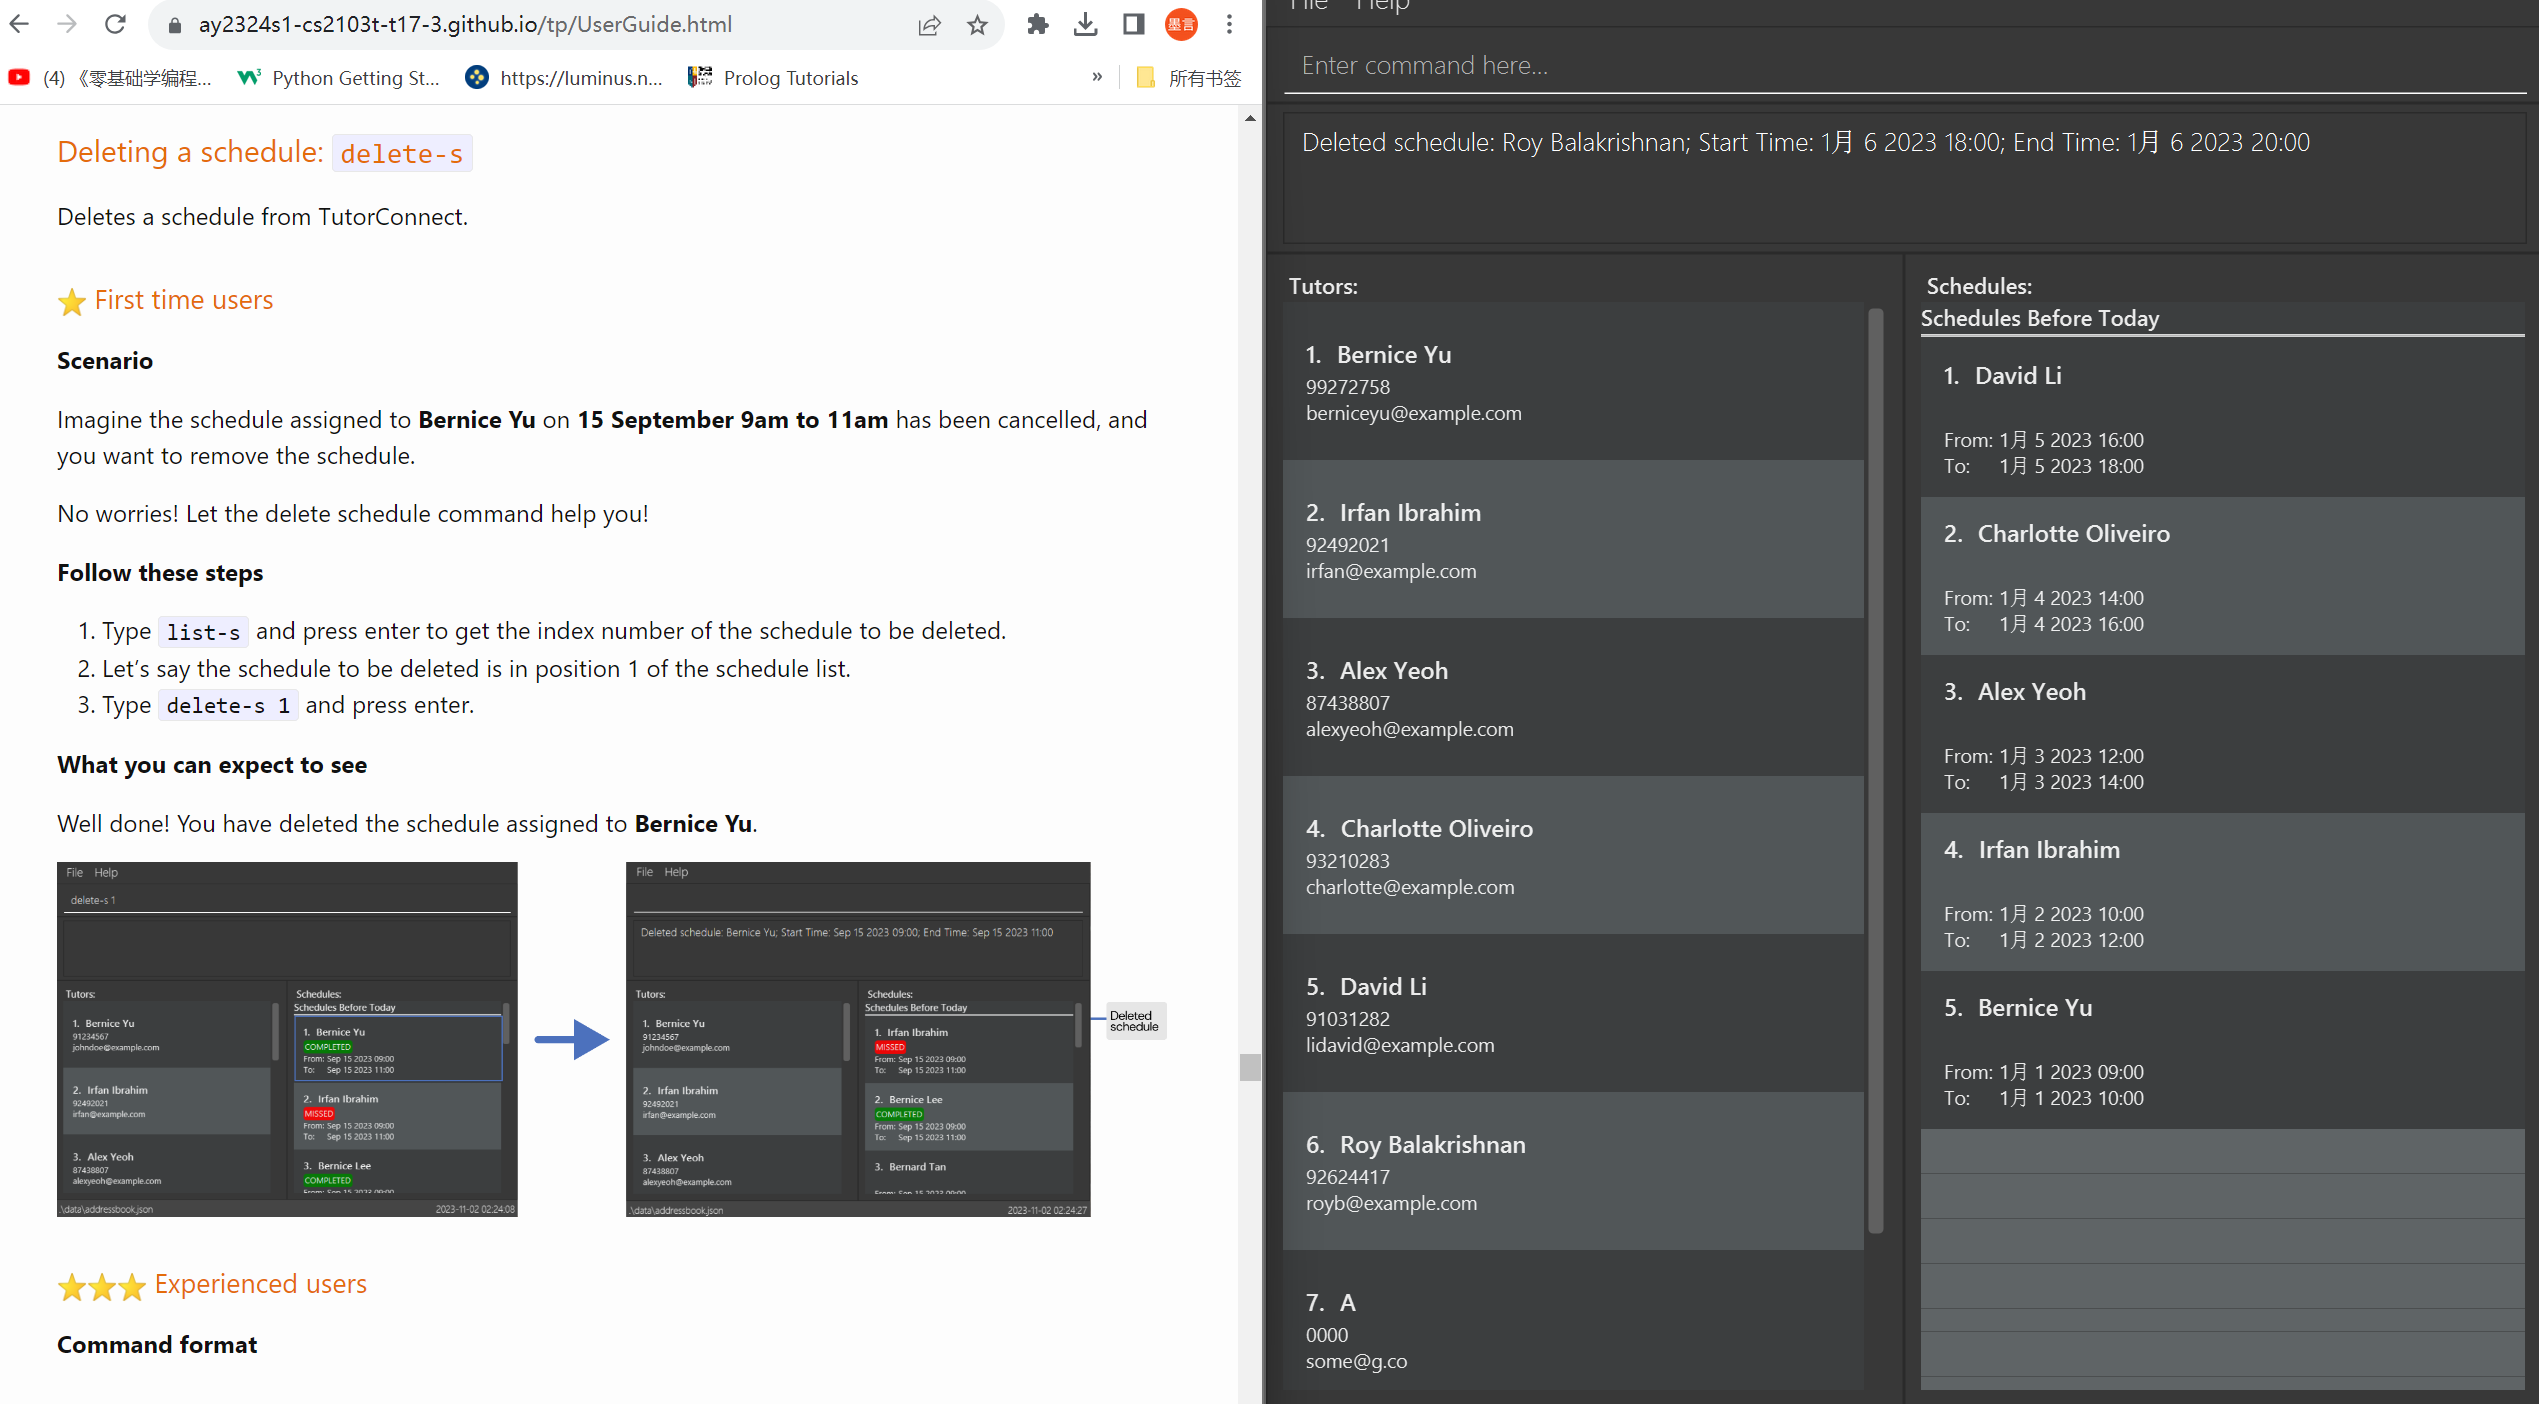 ay2324s1-cs2103t-t17-3.github.io/tp/UserGuide.html
墨言
(4) 《零基础学编程...
Python Getting St...
https://luminus.n...
Prolog Tutorials
»
所有书签
Deleting a schedule: delete-s
Deletes a schedule from TutorConnect.
First time users
Scenario
Imagine the schedule assigned to Bernice Yu on 15 September 9am to 11am has been cancelled, and
you want to remove the schedule.
No worries! Let the delete schedule command help you!
Follow these steps
1. Type list-s and press enter to get the index number of the schedule to be deleted.
2. Let’s say the schedule to be deleted is in position 1 of the schedule list.
3. Type delete-s 1 and press enter.
What you can expect to see
Well done! You have deleted the schedule assigned to Bernice Yu.
File Help
delete-s 1
Tutors:
1. Bernice Yu
91234567
johndoe@example.com
2. Irfan Ibrahim
92492021
irfan@example.com
3. Alex Yeoh
87438807
alexyeoh@example.com
Schedules:
Schedules Before Today
1. Bernice Yu
COMPLETED
From: Sep 15 2023 09:00
To: Sep 15 2023 11:00
2. Irfan Ibrahim
MISSED
From: Sep 15 2023 09:00
To: Sep 15 2023 11:00
3. Bernice Lee
COMPLETED
From: Sep 15 2023 09:00
.\data\addressbook.json
2023-11-02 02:24:08
File Help
Deleted schedule: Bernice Yu; Start Time: Sep 15 2023 09:00; End Time: Sep 15 2023 11:00
Tutors:
1. Bernice Yu
91234567
johndoe@example.com
2. Irfan Ibrahim
92492021
irfan@example.com
3. Alex Yeoh
87438807
alexyeoh@example.com
Schedules:
Schedules Before Today
1. Irfan Ibrahim
MISSED
From: Sep 15 2023 09:00
To: Sep 15 2023 11:00
2. Bernice Lee
COMPLETED
From: Sep 15 2023 09:00
To: Sep 15 2023 11:00
3. Bernard Tan
From: Sep 15 2023 09:00
.\data\addressbook.json
2023-11-02 02:24:27
Deleted
schedule
Experienced users
Command format
File Help
Enter command here...
Deleted schedule: Roy Balakrishnan; Start Time: 1月 6 2023 18:00; End Time: 1月 6 2023 20:00
Tutors:
1. Bernice Yu
99272758
berniceyu@example.com
2. Irfan Ibrahim
92492021
irfan@example.com
3. Alex Yeoh
87438807
alexyeoh@example.com
4. Charlotte Oliveiro
93210283
charlotte@example.com
5. David Li
91031282
lidavid@example.com
6. Roy Balakrishnan
92624417
royb@example.com
7. A
0000
some@g.co
Schedules:
Schedules Before Today
1. David Li
From: 1月 5 2023 16:00
To: 1月 5 2023 18:00
2. Charlotte Oliveiro
From: 1月 4 2023 14:00
To: 1月 4 2023 16:00
3. Alex Yeoh
From: 1月 3 2023 12:00
To: 1月 3 2023 14:00
4. Irfan Ibrahim
From: 1月 2 2023 10:00
To: 1月 2 2023 12:00
5. Bernice Yu
From: 1月 1 2023 09:00
To: 1月 1 2023 10:00